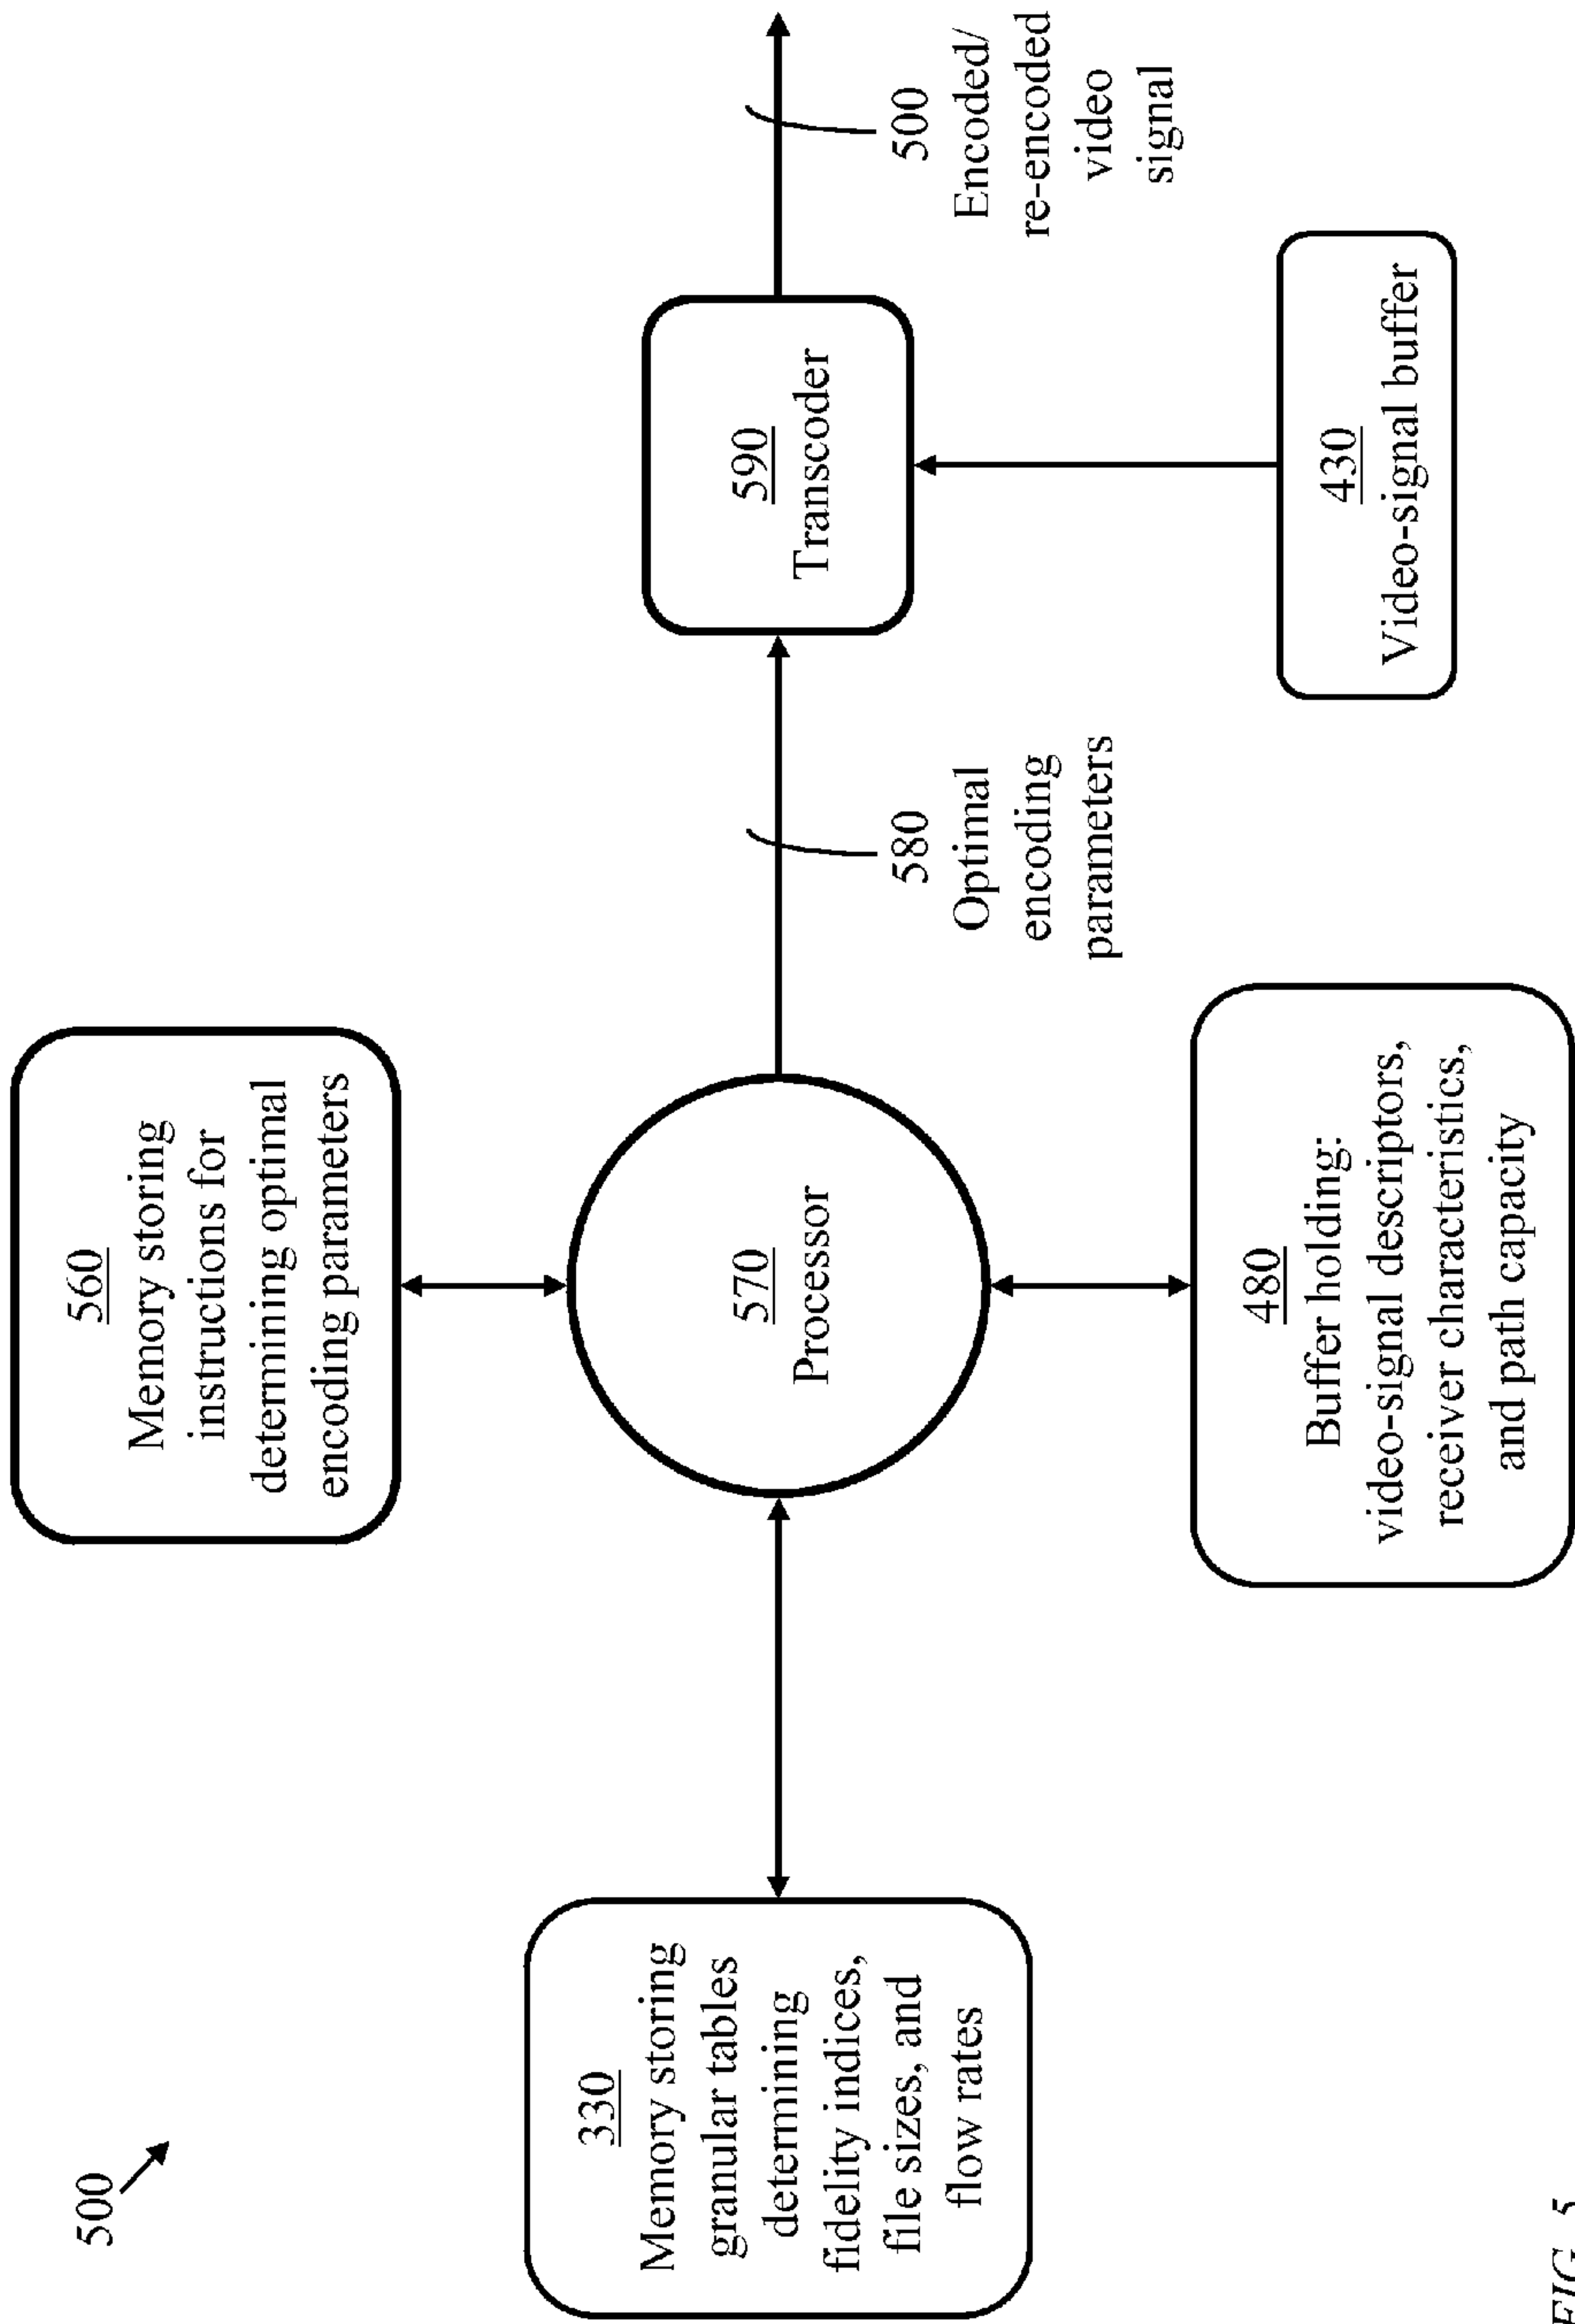 500
560
Memory storing
instructions for
determining optimal
encoding parameters
330
Memory storing
granular tables
determining
fidelity indices,
file sizes, and
flow rates
570
Processor
480
Buffer holding:
video-signal descriptors,
receiver characteristics,
and path capacity
580
Optimal
encoding
parameters
590
Transcoder
430
Video-signal buffer
500
Encoded/
re-encoded
video
signal
FIG. 5